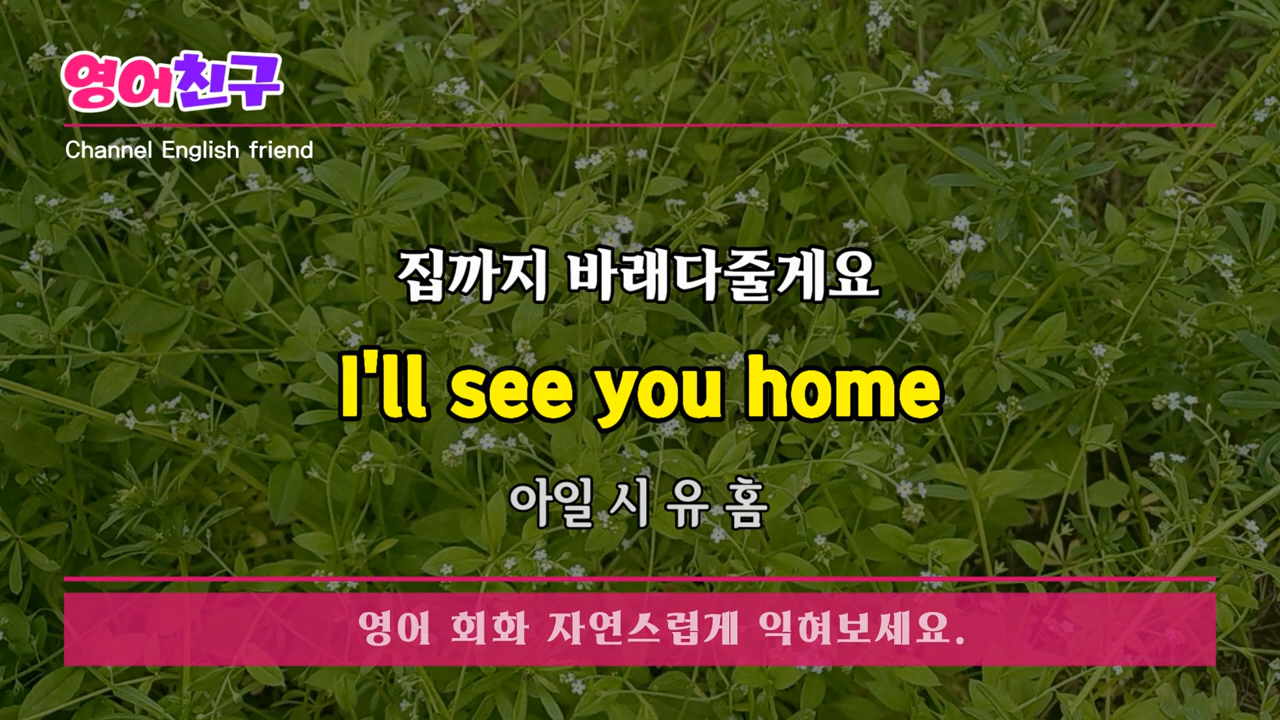 영어친구
Channel English friend
집까지 바래다줄게요
I'll see you home
아일 시 유 홈
영어 회화 자연스럽게 익혀보세요.